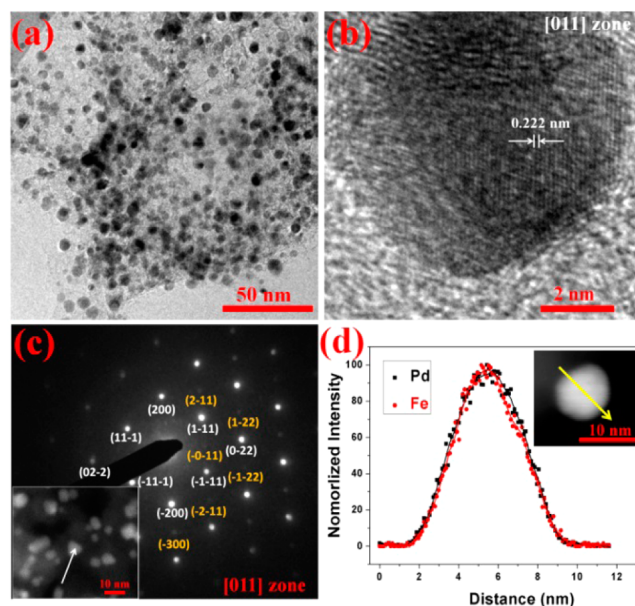 (a)
50 nm
(b)
[011] zone
0.222 nm
2 nm
(c)
(2-11)
(200)
(1-11)
(1-22)
(11-1)
(0-22)
(-0-11)
(02-2)
(-1-11)
(-1-22)
(-11-1)
(-200)
(-2-11)
(-300)
10 nm
[011] zone
(d)
Nomorlized Intensity
100
80
60
40
20
0
Pd
Fe
10 nm
0 2 4 6 8 10 12
Distance (nm)